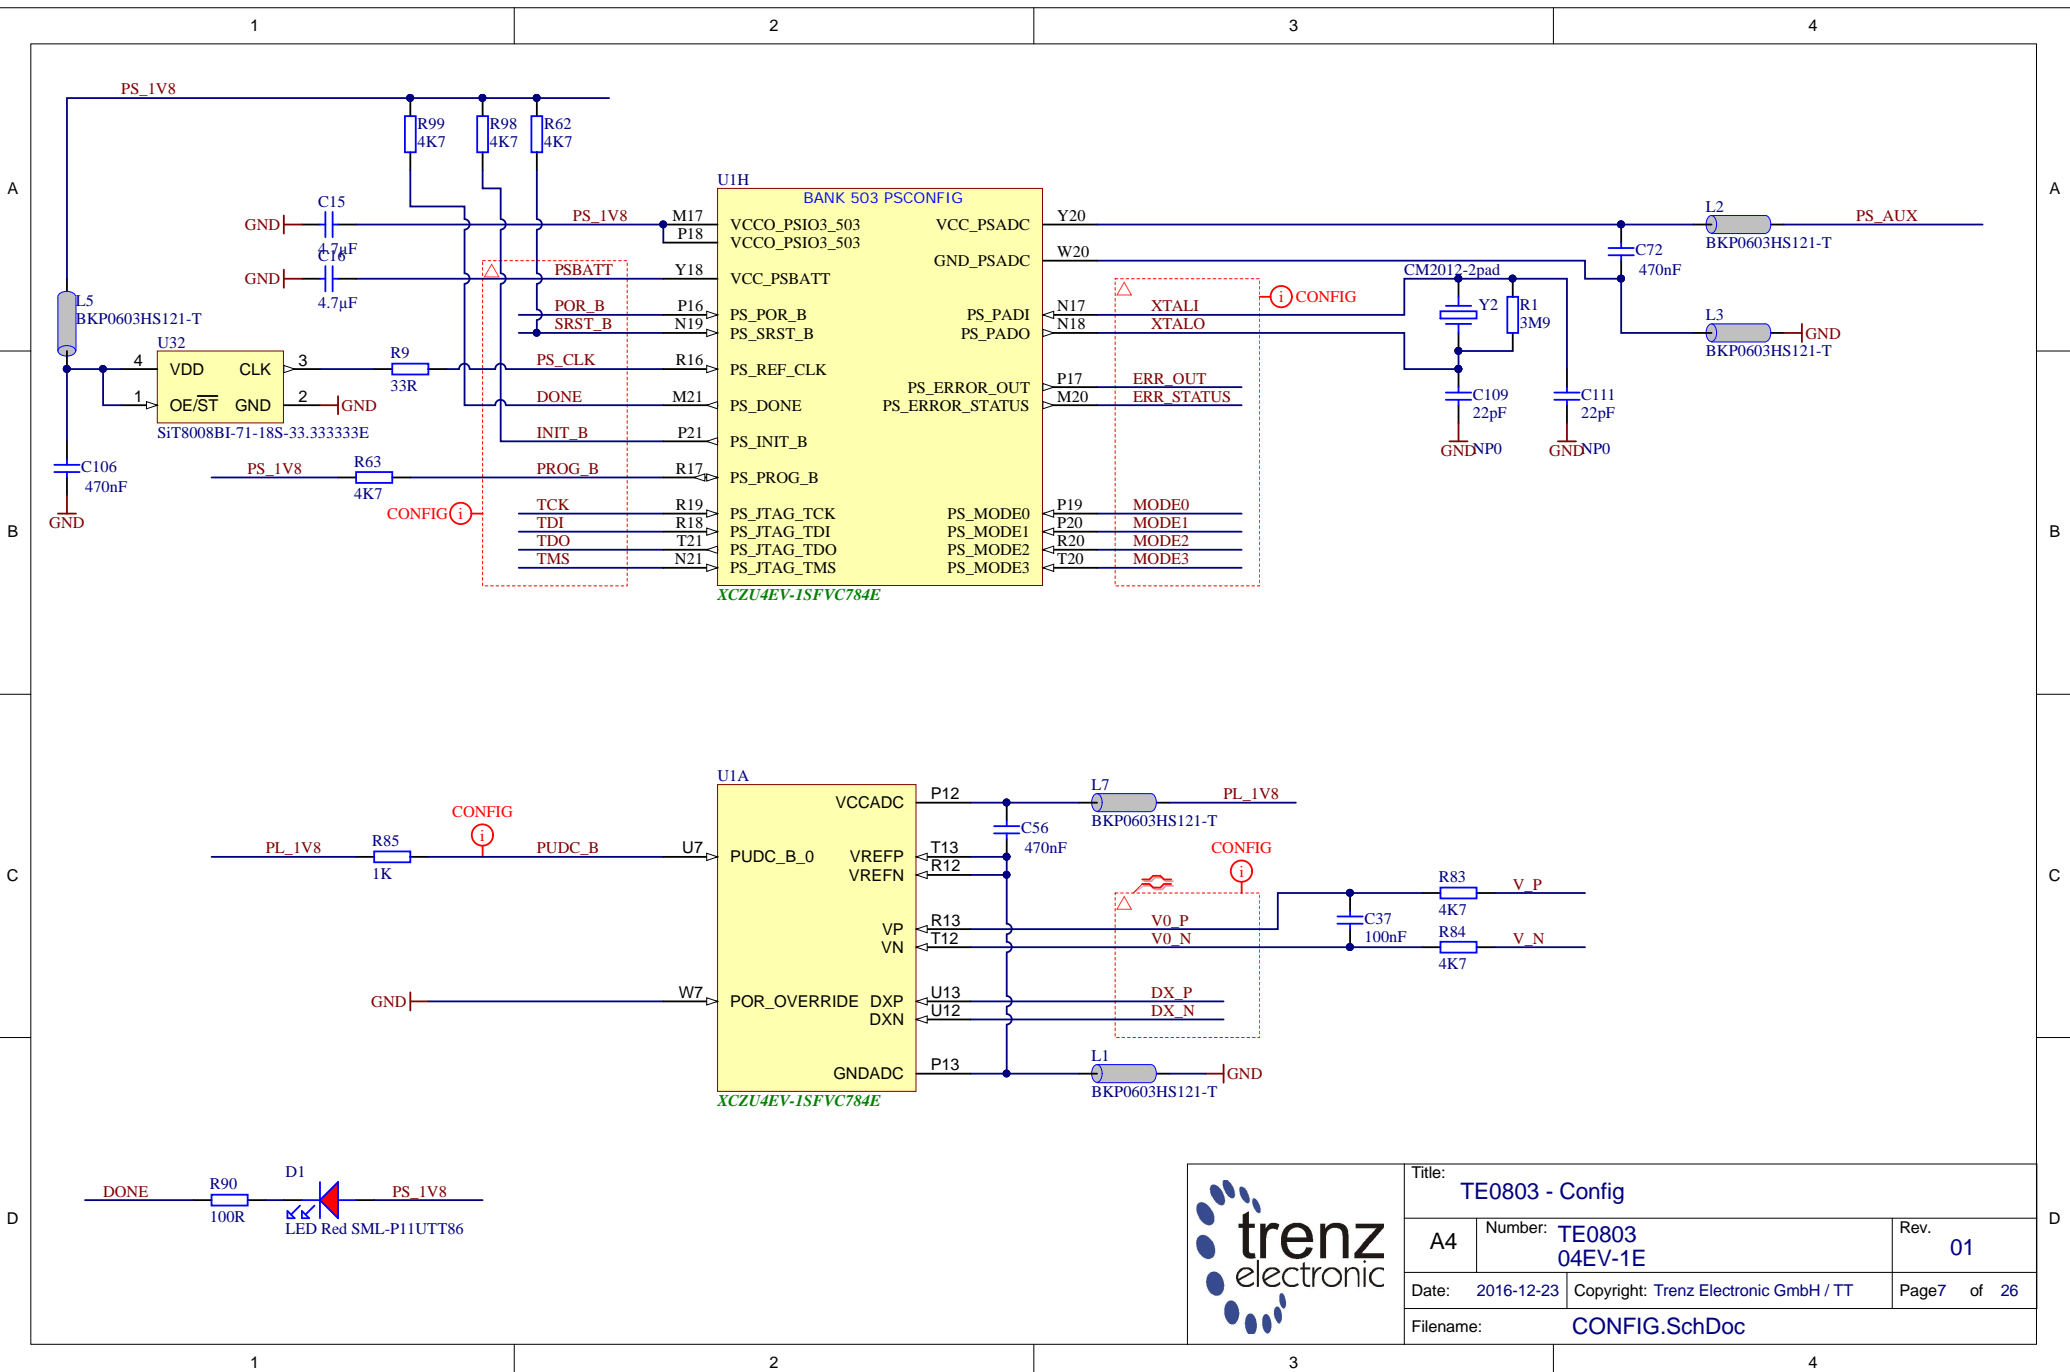 1 2 3 4
PS_1V8
R99 R98 R62
4K7 4K7 4K7
A A
U1H
BANK 503 PSCONFIG
C15
GND PS_1V8 M17 VCCO_PSIO3_503 VCC_PSADC Y20 L2 PS_AUX
4.7µF P18 VCCO_PSIO3_503 BKP0603HS121-T
C16 GND_PSADC W20 C72
GND PSBATT Y18 VCC_PSBATT CM2012-2pad 470nF
4.7µF
CONFIG
L5
BKP0603HS121-T
POR_B P16 PS_POR_B PS_PADI N17 XTALI Y2 R1
SRST_B N19 PS_SRST_B PS_PADO N18 XTALO 3M9 L3 GND
BKP0603HS121-T
U32
4 VDD CLK 3 R9 PS_CLK R16 PS_REF_CLK
33R
PS_ERROR_OUT P17 ERR_OUT
1 OE/ST GND 2 GND DONE M21 PS_DONE PS_ERROR_STATUS M20 ERR_STATUS C109 C111
22pF 22pF
SiT8008BI-71-18S-33.333333E INIT_B P21 PS_INIT_B
GND NP0 GND NP0
C106 PS_1V8 R63 PROG_B R17 PS_PROG_B
470nF 4K7
GND
CONFIG
TCK R19 PS_JTAG_TCK PS_MODE0 P19 MODE0
B TDI R18 PS_JTAG_TDI PS_MODE1 P20 MODE1 B
TDO T21 PS_JTAG_TDO PS_MODE2 R20 MODE2
TMS N21 PS_JTAG_TMS PS_MODE3 T20 MODE3
XCZU4EV-1SFVC784E
U1A
VCCADC P12 L7 PL_1V8
CONFIG BKP0603HS121-T
C56
470nF
PL_1V8 R85 PUDC_B U7 PUDC_B_0 VREFP T13 CONFIG
1K VREFN R12
C C
R83 V_P
4K7
VP R13 V0_P C37
VN T12 V0_N 100nF R84 V_N
4K7
GND W7 POR_OVERRIDE DXP U13 DX_P
DXN U12 DX_N
GNDADC P13 L1 GND
BKP0603HS121-T
XCZU4EV-1SFVC784E
D1
DONE R90 PS_1V8
100R LED Red SML-P11UTT86
D D
trenz
electronic
Title:
TE0803 - Config
A4 Number: TE0803 Rev.
04EV-1E 01
Date: 2016-12-23 Copyright: Trenz Electronic GmbH / TT Page7 of 26
Filename: CONFIG.SchDoc
1 2 3 4